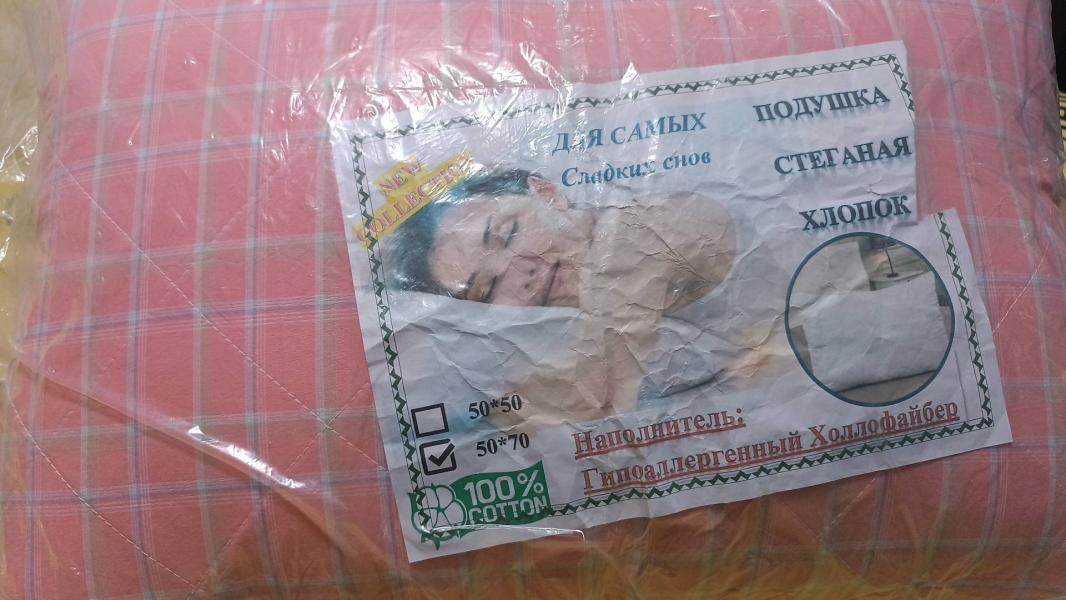 NEW
COLLECTION
ДЛЯ САМЫХ
Сладких снов
ПОДУШКА
СТЕГАНАЯ
ХЛОПОК
50*50
50*70
100%
COTTON
Наполнитель:
Гипоаллергенный Холлофайбер